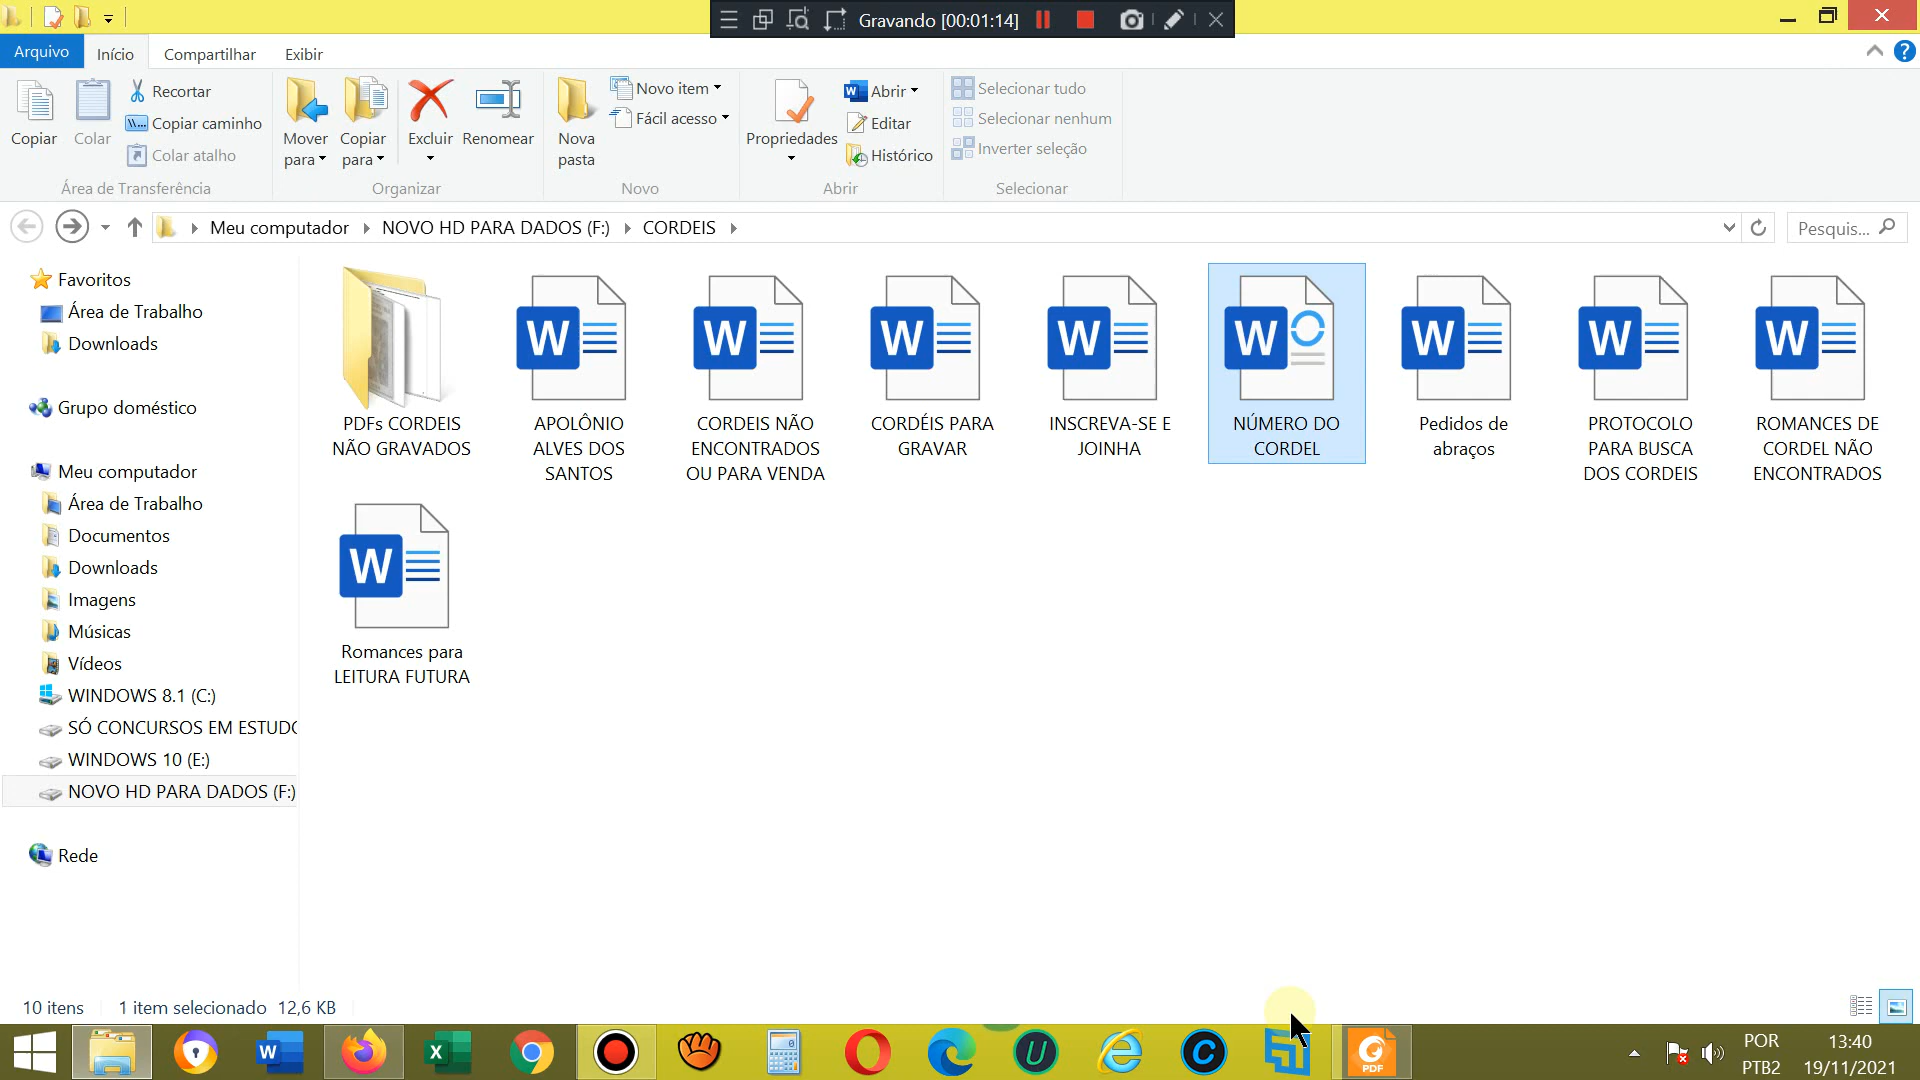 Gravando [00:01:14]
Arquivo
Início
Compartilhar
Exibir
Copiar
Colar
Recortar
Copiar caminho
Colar atalho
Área de Transferência
Mover para
Copiar para
Excluir
Renomear
Organizar
Nova pasta
Novo item
Fácil acesso
Novo
Propriedades
Abrir
Editar
Histórico
Abrir
Selecionar tudo
Selecionar nenhum
Inverter seleção
Selecionar
Meu computador
NOVO HD PARA DADOS (F:)
CORDEIS
Pesquis...
Favoritos
Área de Trabalho
Downloads
Grupo doméstico
Meu computador
Área de Trabalho
Documentos
Downloads
Imagens
Músicas
Vídeos
WINDOWS 8.1 (C:)
SÓ CONCURSOS EM ESTUDO
WINDOWS 10 (E:)
NOVO HD PARA DADOS (F:)
Rede
PDFs CORDEIS
NÃO GRAVADOS
APOLÔNIO
ALVES DOS
SANTOS
CORDEIS NÃO
ENCONTRADOS
OU PARA VENDA
CORDÉIS PARA
GRAVAR
INSCREVA-SE E
JOINHA
NÚMERO DO
CORDEL
Pedidos de
abraços
PROTOCOLO
PARA BUSCA
DOS CORDEIS
ROMANCES DE
CORDEL NÃO
ENCONTRADOS
Romances para
LEITURA FUTURA
10 itens
1 item selecionado 12,6 KB
PDF
POR
PTB2
13:40
19/11/2021